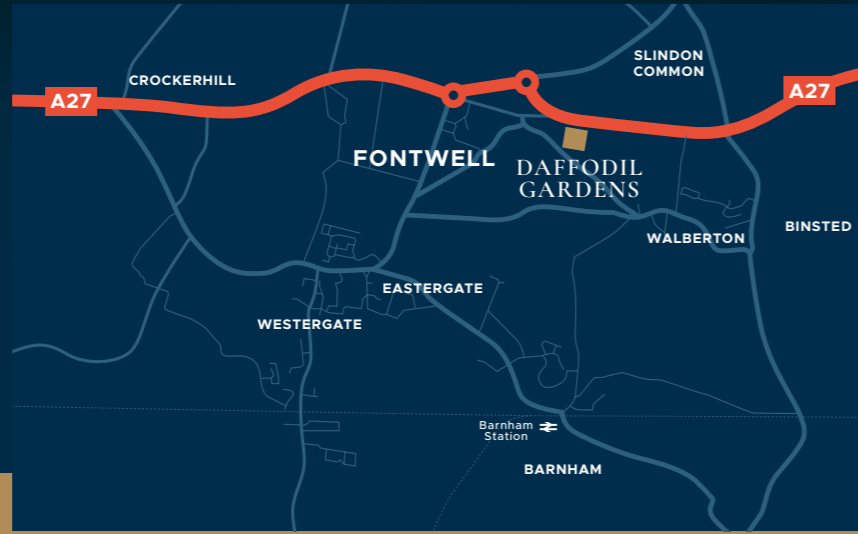 SLINDON
COMMON
CROCKERHILL
A27
A27
FONTWELL
DAFFODIL
GARDENS
BINSTED
WALBERTON
EASTERGATE
WESTERGATE
Barnham
Station
BARNHAM